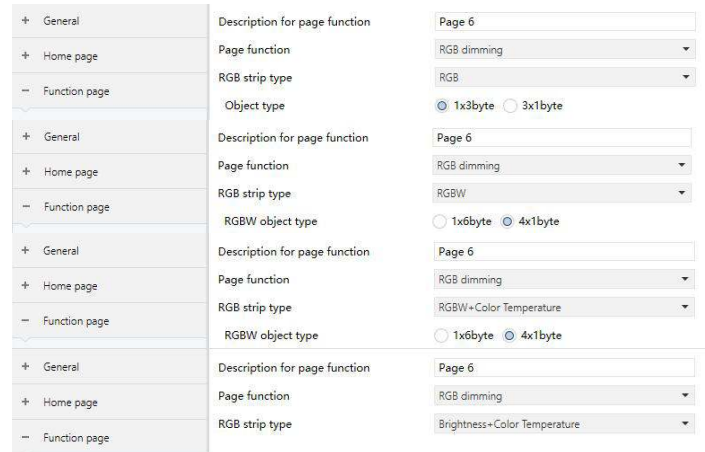 + General Description for page function Page 6
+ Home page Page function RGB dimming
− Function page RGB strip type RGB
Object type 1x3byte 3x1byte
+ General Description for page function Page 6
+ Home page Page function RGB dimming
− Function page RGB strip type RGBW
RGBW object type 1x6byte 4x1byte
+ General Description for page function Page 6
+ Home page Page function RGB dimming
− Function page RGB strip type RGBW+Color Temperature
RGBW object type 1x6byte 4x1byte
+ General Description for page function Page 6
+ Home page Page function RGB dimming
− Function page RGB strip type Brightness+Color Temperature